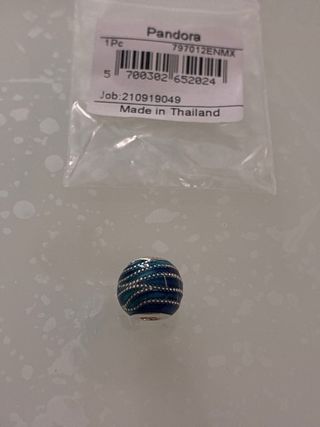 Pandora
1Pc 797012ENMX
5 700302 652024
Job:210919049
Made in Thailand